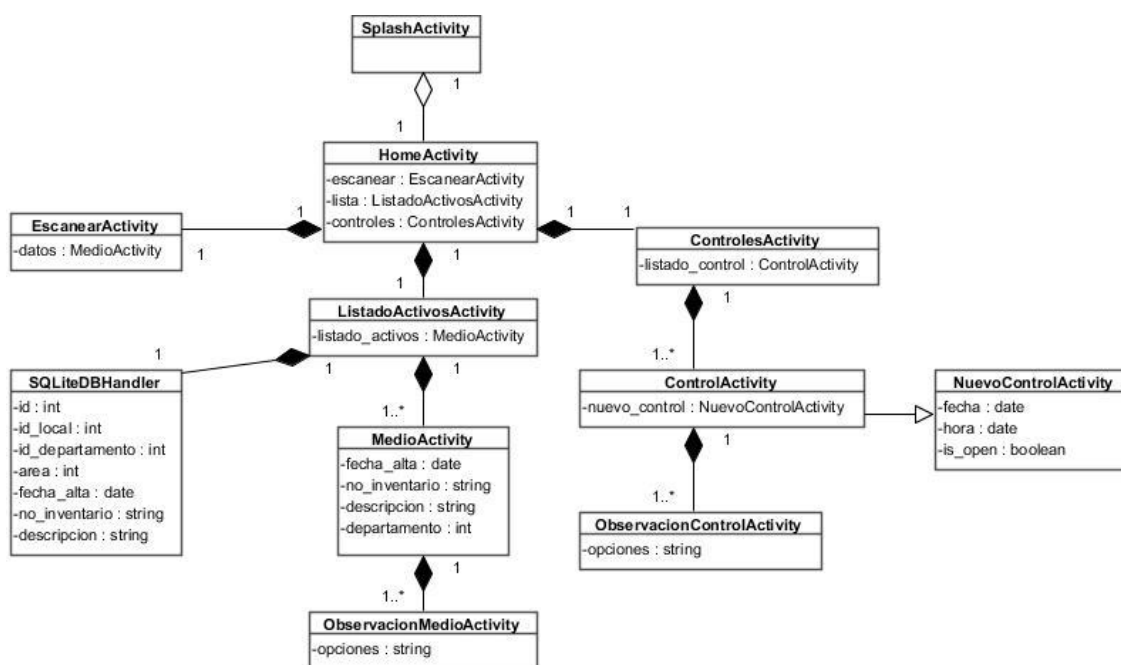 SplashActivity
1
1
HomeActivity
-escanear : EscanearActivity
-lista : ListadoActivosActivity
-controles : ControlesActivity
1
1
EscanearActivity
-datos : MedioActivity
1
1
ControlesActivity
-listado_control : ControlActivity
1
1
ListadoActivosActivity
-listado_activos : MedioActivity
1
1..*
1
1
SQLiteDBHandler
-id : int
-id_local : int
-id_departamento : int
-area : int
-fecha_alta : date
-no_inventario : string
-descripcion : string
1
1..*
MedioActivity
-fecha_alta : date
-no_inventario : string
-descripcion : string
-departamento : int
ControlActivity
-nuevo_control : NuevoControlActivity
NuevoControlActivity
-fecha : date
-hora : date
-is_open : boolean
1
1..*
ObservacionControlActivity
-opciones : string
1
1..*
ObservacionMedioActivity
-opciones : string